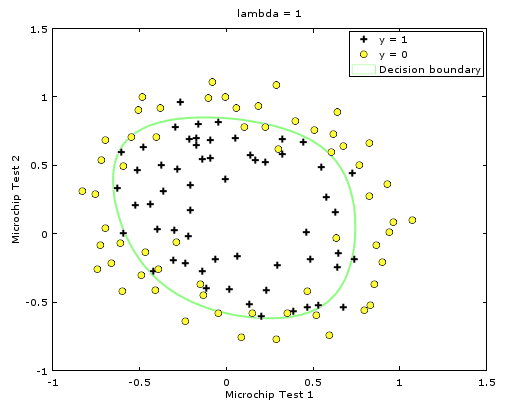 lambda = 1
y = 1
y = 0
Decision boundary
1.5
1
0.5
0
-0.5
-1
Microchip Test 2
-1
-0.5
0
0.5
1
1.5
Microchip Test 1